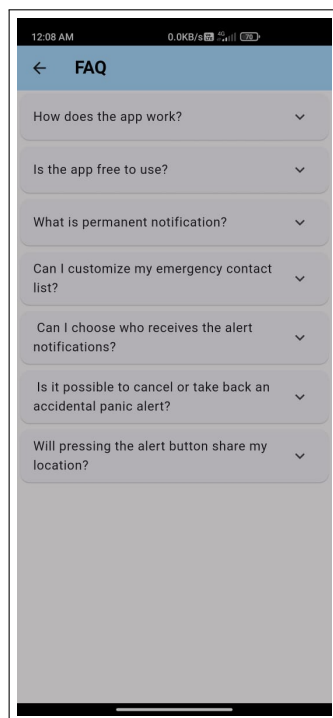 12:08 AM 0.0KB/s 4G 70
FAQ
How does the app work?
Is the app free to use?
What is permanent notification?
Can I customize my emergency contact
list?
Can I choose who receives the alert
notifications?
Is it possible to cancel or take back an
accidental panic alert?
Will pressing the alert button share my
location?